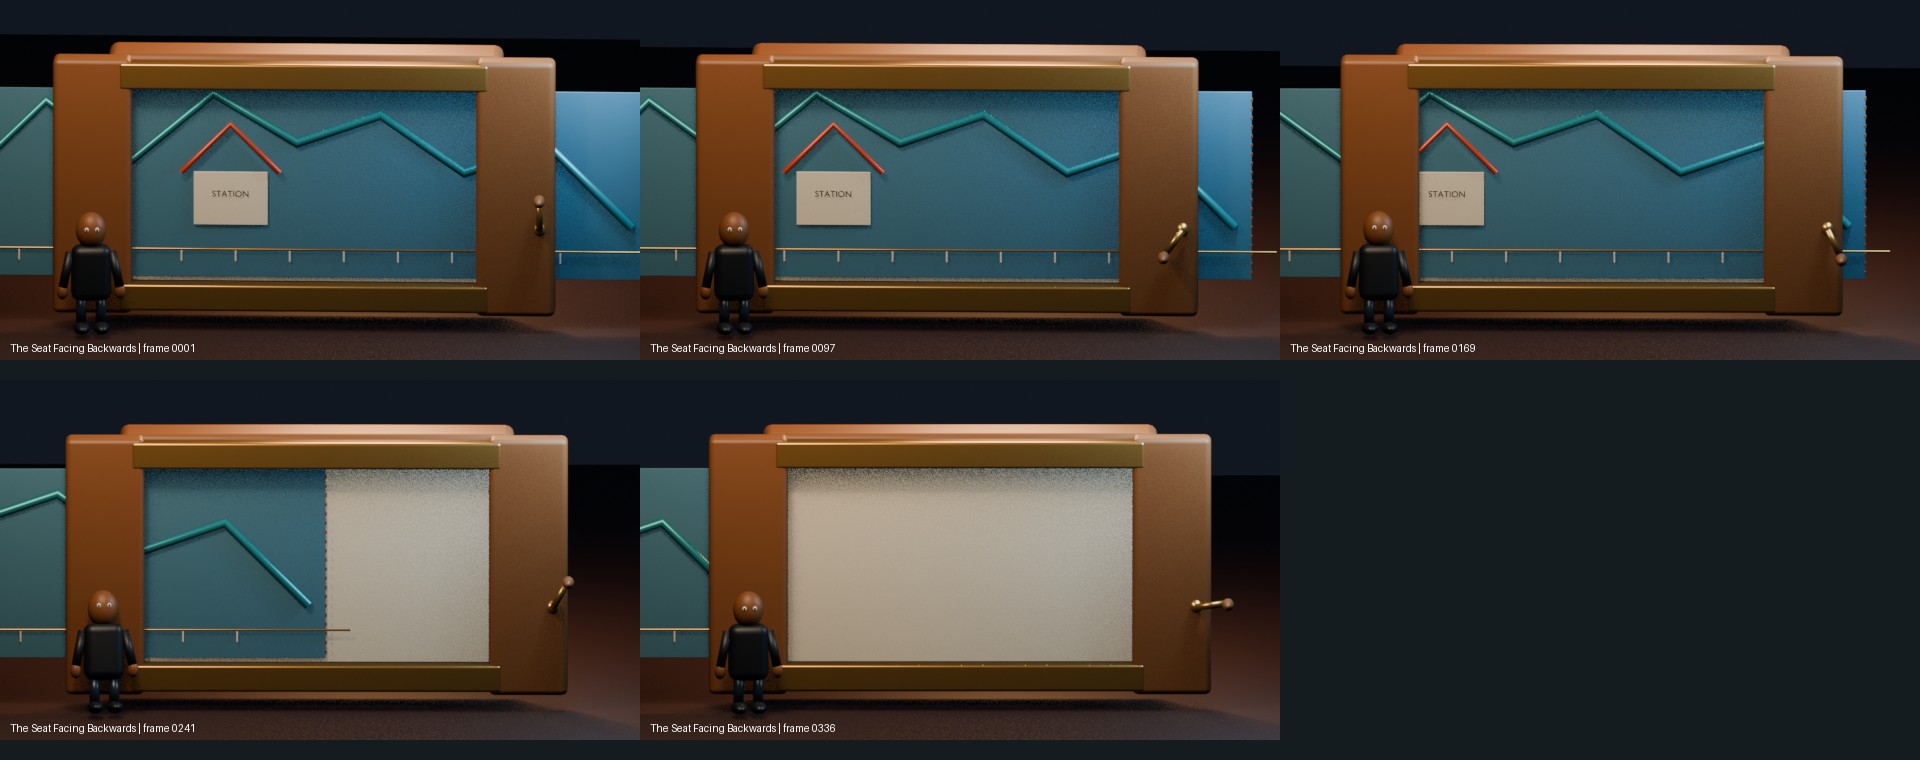 STATION
The Seat Facing Backwards | frame 0001
STATION
The Seat Facing Backwards | frame 0097
STATION
The Seat Facing Backwards | frame 0169
The Seat Facing Backwards | frame 0241
The Seat Facing Backwards | frame 0336